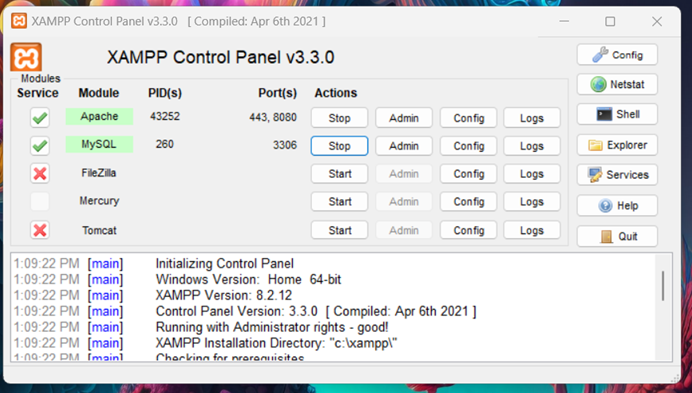 XAMPP Control Panel v3.3.0 [ Compiled: Apr 6th 2021 ]
XAMPP Control Panel v3.3.0
Config
Modules
Service Module PID(s) Port(s) Actions
Netstat
Apache 43252 443, 8080 Stop Admin Config Logs
Shell
MySQL 260 3306 Stop Admin Config Logs
Explorer
FileZilla Start Admin Config Logs
Services
Mercury Start Admin Config Logs
Help
Tomcat Start Admin Config Logs
Quit
1:09:22 PM [main] Initializing Control Panel
1:09:22 PM [main] Windows Version: Home 64-bit
1:09:22 PM [main] XAMPP Version: 8.2.12
1:09:22 PM [main] Control Panel Version: 3.3.0 [ Compiled: Apr 6th 2021 ]
1:09:22 PM [main] Running with Administrator rights - good!
1:09:22 PM [main] XAMPP Installation Directory: "c:\xampp\"
1:09:22 PM [main] Checking for prerequisites